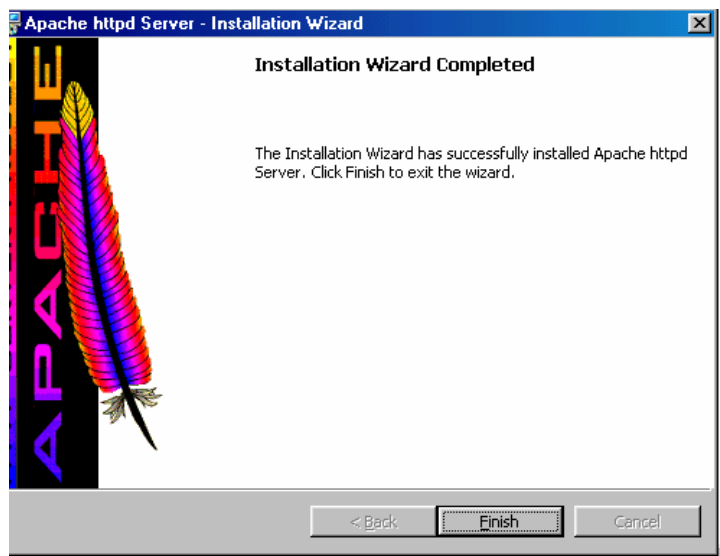 Apache httpd Server - Installation Wizard
APACHE
Installation Wizard Completed
The Installation Wizard has successfully installed Apache httpd
Server. Click Finish to exit the wizard.
< Back
Finish
Cancel